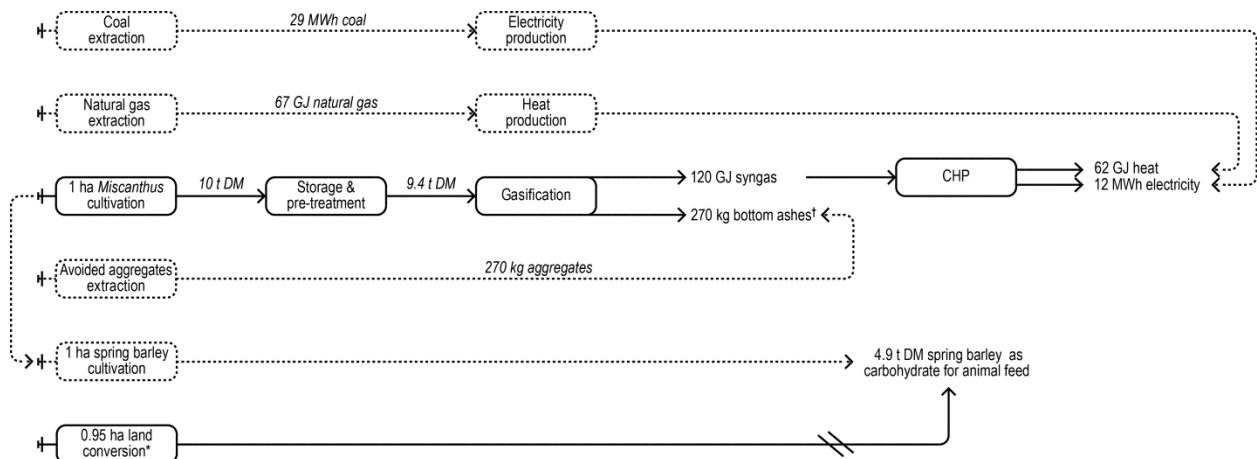 Coal
extraction
29 MWh coal
Electricity
production
Natural gas
extraction
67 GJ natural gas
Heat
production
1 ha Miscanthus
cultivation
10 t DM
Storage &
pre-treatment
9.4 t DM
Gasification
120 GJ syngas
270 kg bottom ashes†
CHP
62 GJ heat
12 MWh electricity
Avoided aggregates
extraction
270 kg aggregates
1 ha spring barley
cultivation
4.9 t DM spring barley as
carbohydrate for animal feed
0.95 ha land
conversion*